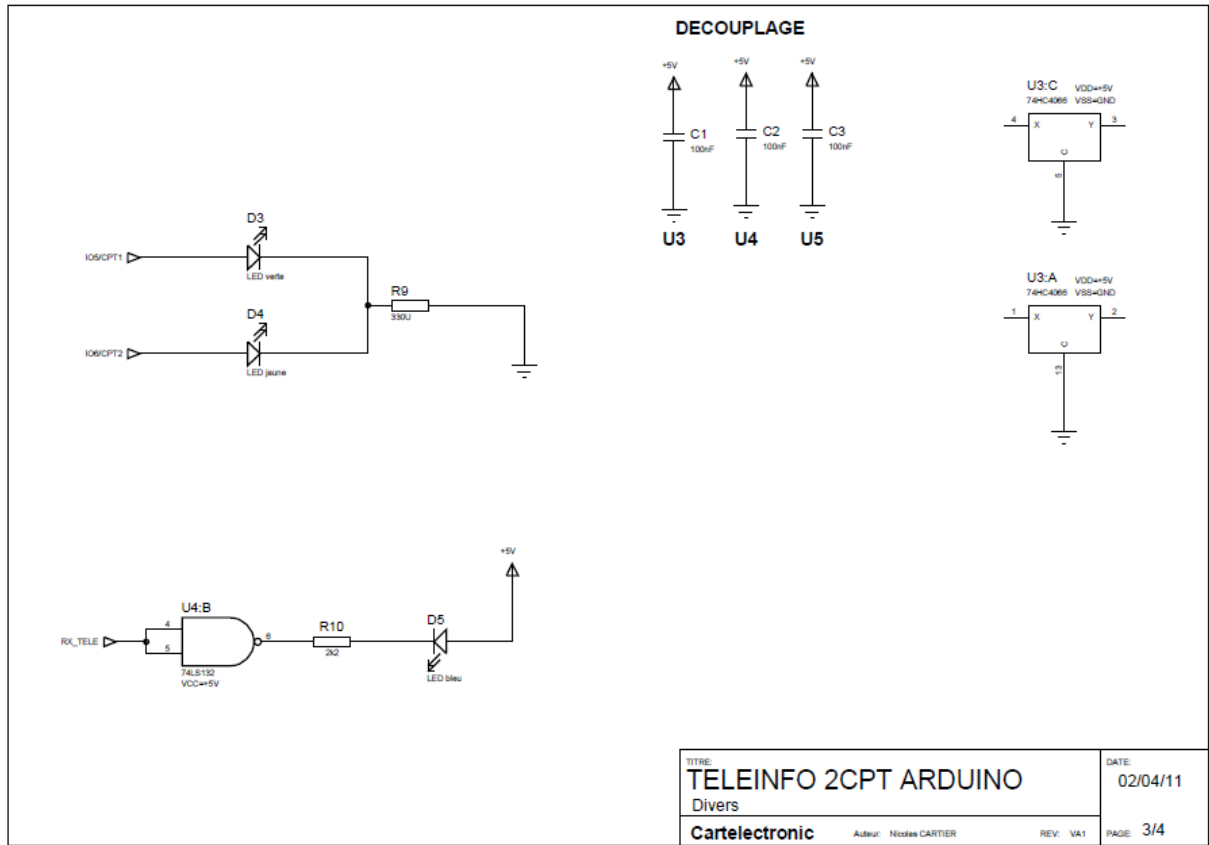 DECOUPLAGE
+5V +5V +5V
C1 100nF
C2 100nF
C3 100nF
U3 U4 U5
U3:C VDD=+5V
74HC4066 VSS=GND
4 X Y 3
C
5
U3:A VDD=+5V
74HC4066 VSS=GND
1 X Y 2
C
13
D3
IO5/CPT1
LED verte
R9
330U
D4
IO6/CPT2
LED jaune
+5V
U4:B
RX_TELE
4
5
6
74LS132
VCC=+5V
R10
2k2
D5
LED bleu
TITRE:
TELEINFO 2CPT ARDUINO
Divers
DATE:
02/04/11
Cartelectronic Auteur: Nicolas CARTIER REV: VA1
PAGE: 3/4